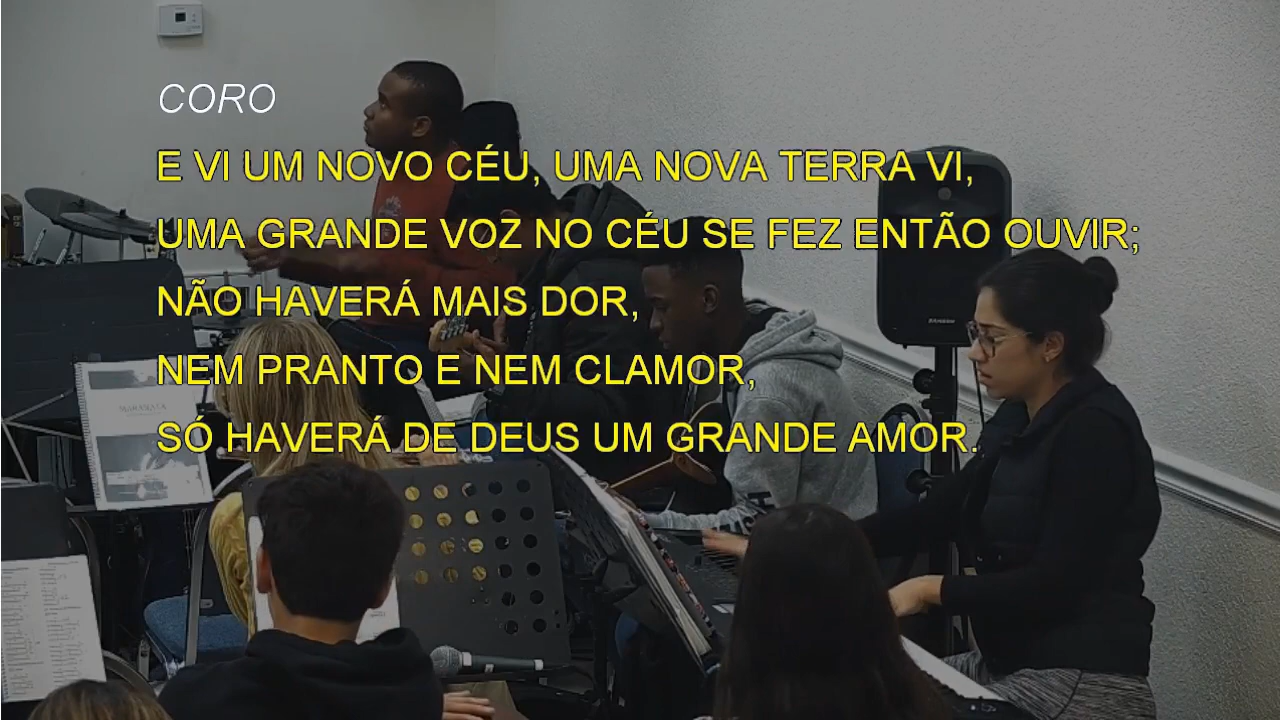 CORO
E VI UM NOVO CÉU, UMA NOVA TERRA VI,
UMA GRANDE VOZ NO CÉU SE FEZ ENTÃO OUVIR;
NÃO HAVERÁ MAIS DOR,
NEM PRANTO E NEM CLAMOR,
SÓ HAVERÁ DE DEUS UM GRANDE AMOR.
SAMSON